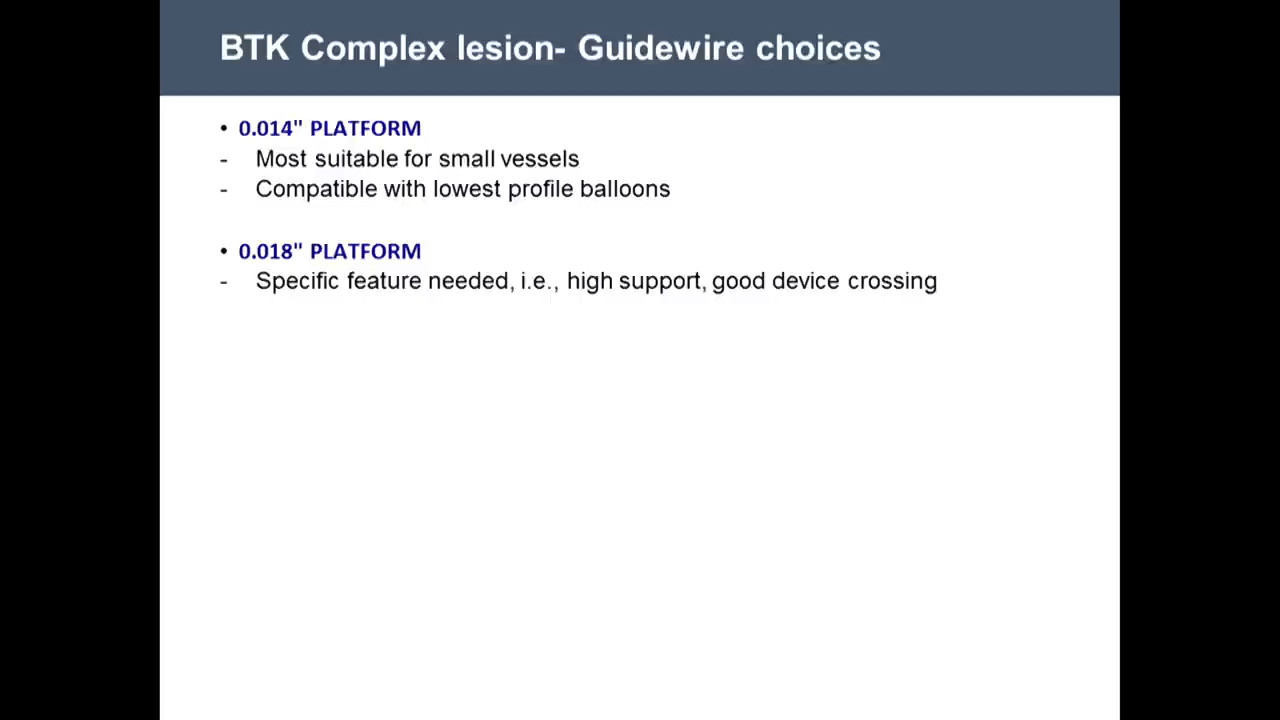 BTK Complex lesion- Guidewire choices
• 0.014" PLATFORM
- Most suitable for small vessels
- Compatible with lowest profile balloons
• 0.018" PLATFORM
- Specific feature needed, i.e., high support, good device crossing